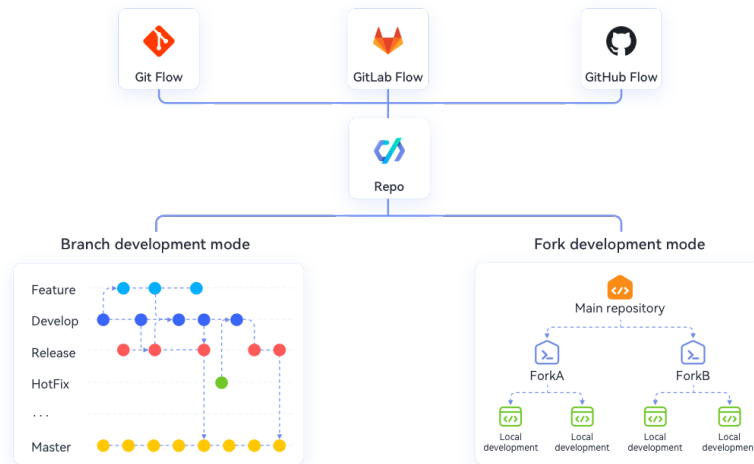 Git Flow
GitLab Flow
GitHub Flow
Repo
Branch development mode
Fork development mode
Feature
Develop
Release
HotFix
...
Master
Main repository
ForkA
ForkB
Local
development
Local
development
Local
development
Local
development